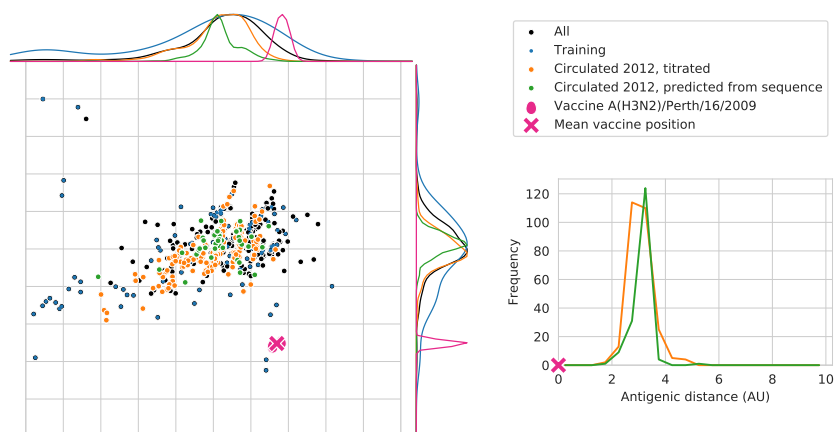 All
Training
Circulated 2012, titrated
Circulated 2012, predicted from sequence
Vaccine A(H3N2)/Perth/16/2009
Mean vaccine position
120
100
80
60
40
20
0
Frequency
0 2 4 6 8 10
Antigenic distance (AU)